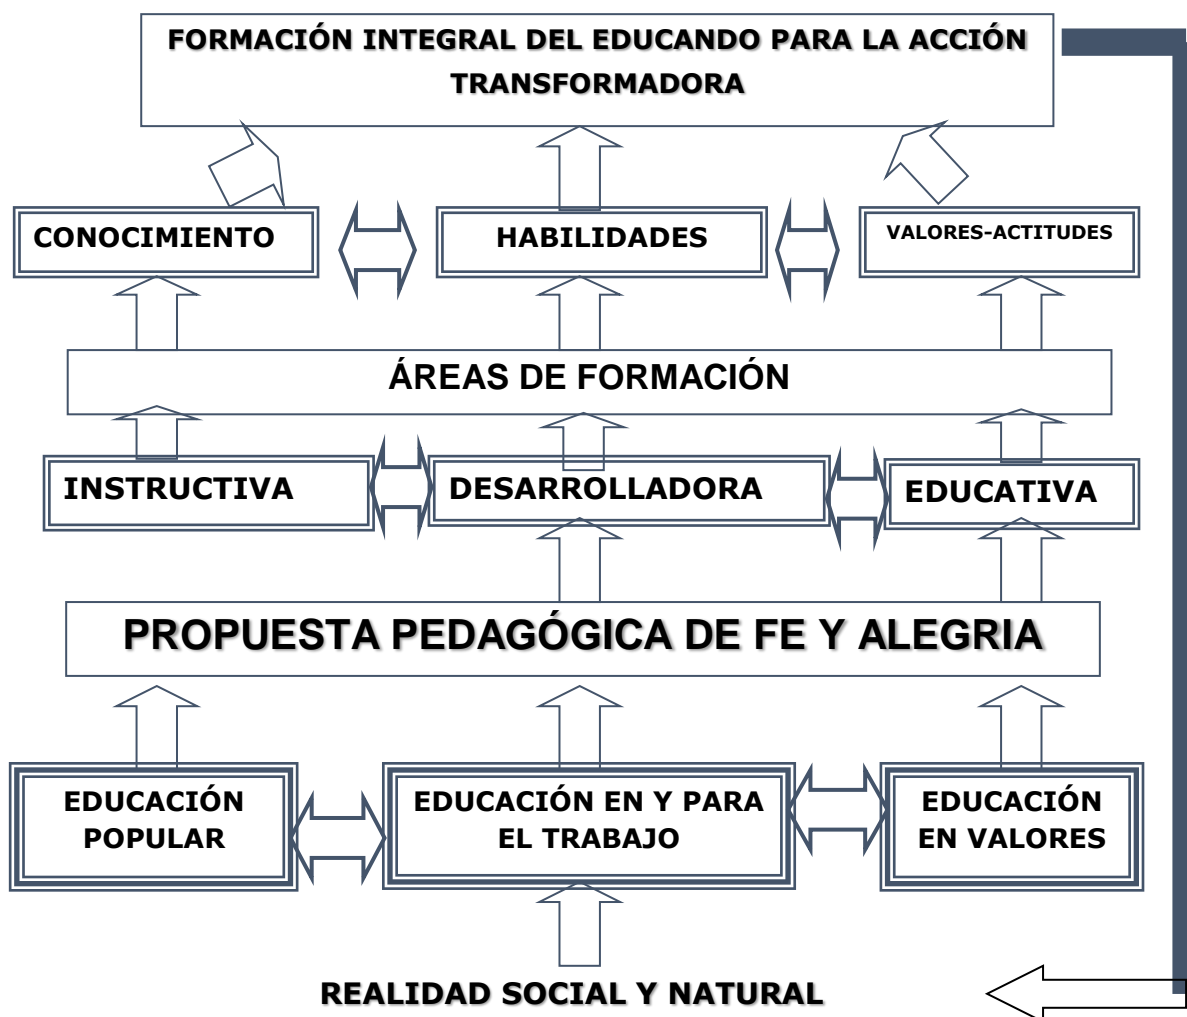 FORMACIÓN INTEGRAL DEL EDUCANDO PARA LA ACCIÓN
TRANSFORMADORA
CONOCIMIENTO
HABILIDADES
VALORES-ACTITUDES
ÁREAS DE FORMACIÓN
INSTRUCTIVA
DESARROLLADORA
EDUCATIVA
PROPUESTA PEDAGÓGICA DE FE Y ALEGRIA
EDUCACIÓN
POPULAR
EDUCACIÓN EN Y PARA
EL TRABAJO
EDUCACIÓN
EN VALORES
REALIDAD SOCIAL Y NATURAL